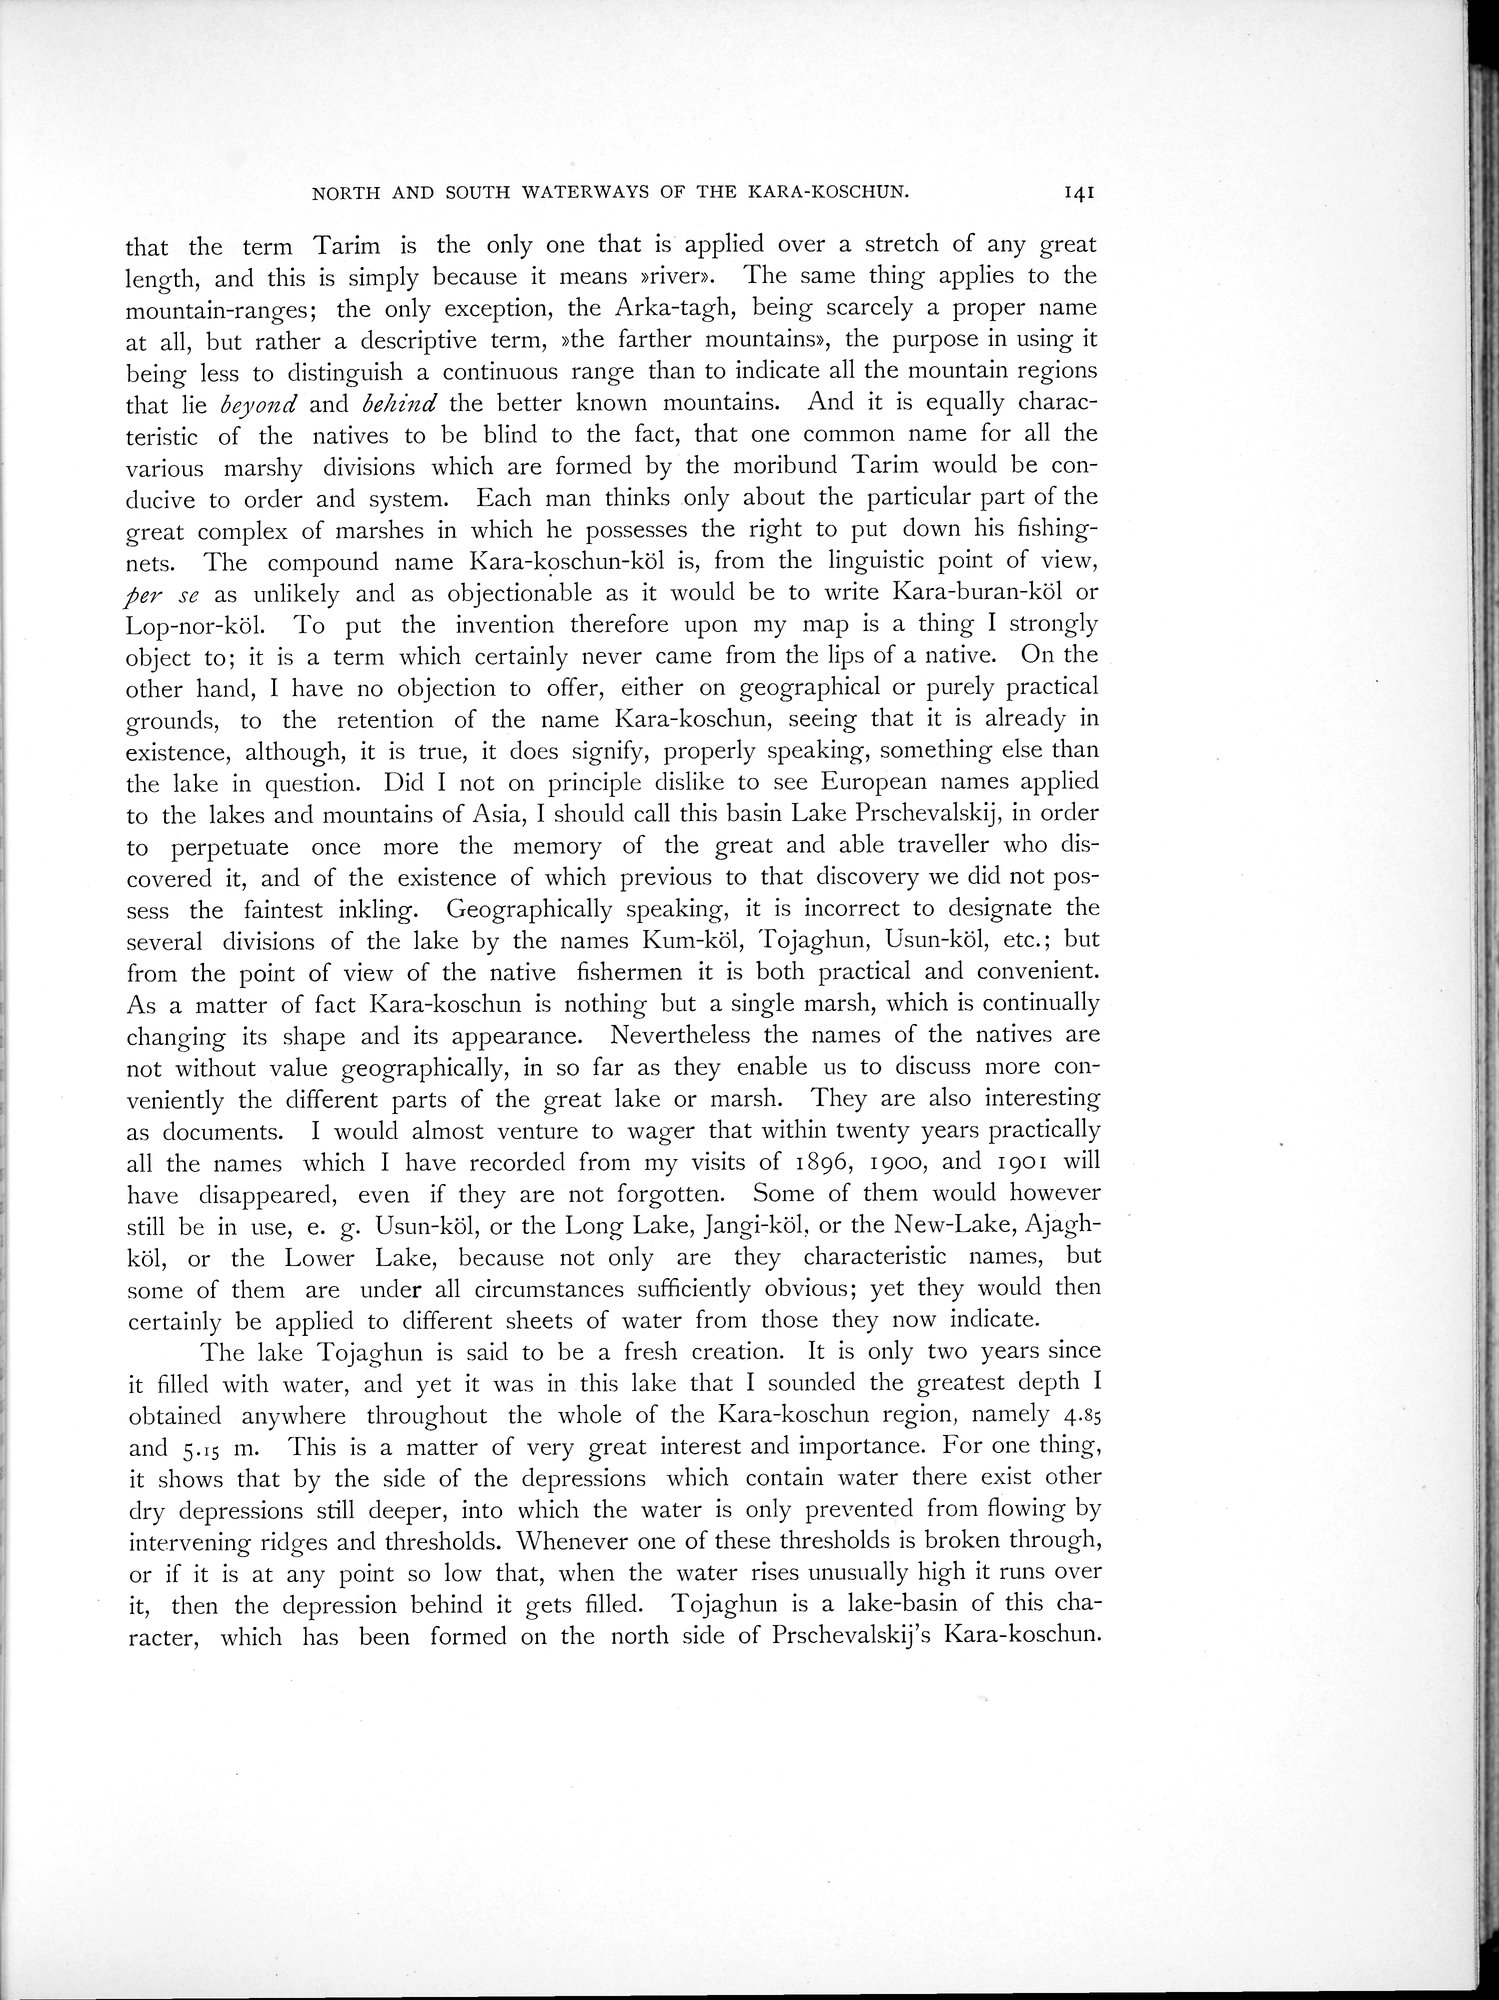 NORTH AND SOUTH WATERWAYS OF THE KARA-KOSCHUN. 141
that the term Tarim is the only one that is applied over a stretch of any great
length, and this is simply because it means »river». The same thing applies to the
mountain-ranges; the only exception, the Arka-tagh, being scarcely a proper name
at all, but rather a descriptive term, »the farther mountains», the purpose in using it
being less to distinguish a continuous range than to indicate all the mountain regions
that lie beyond and behind the better known mountains. And it is equally charac-
teristic of the natives to be blind to the fact, that one common name for all the
various marshy divisions which are formed by the moribund Tarim would be con-
ducive to order and system. Each man thinks only about the particular part of the
great complex of marshes in which he possesses the right to put down his fishing-
nets. The compound name Kara-koschun-köl is, from the linguistic point of view,
per se as unlikely and as objectionable as it would be to write Kara-buran-köl or
Lop-nor-köl. To put the invention therefore upon my map is a thing I strongly
object to; it is a term which certainly never came from the lips of a native. On the
other hand, I have no objection to offer, either on geographical or purely practical
grounds, to the retention of the name Kara-koschun, seeing that it is already in
existence, although, it is true, it does signify, properly speaking, something else than
the lake in question. Did I not on principle dislike to see European names applied
to the lakes and mountains of Asia, I should call this basin Lake Prschevalskij, in order
to perpetuate once more the memory of the great and able traveller who dis-
covered it, and of the existence of which previous to that discovery we did not pos-
sess the faintest inkling. Geographically speaking, it is incorrect to designate the
several divisions of the lake by the names Kum-köl, Tojaghun, Usun-köl, etc.; but
from the point of view of the native fishermen it is both practical and convenient.
As a matter of fact Kara-koschun is nothing but a single marsh, which is continually
changing its shape and its appearance. Nevertheless the names of the natives are
not without value geographically, in so far as they enable us to discuss more con-
veniently the different parts of the great lake or marsh. They are also interesting
as documents. I would almost venture to wager that within twenty years practically
all the names which I have recorded from my visits of 1896, 1900, and 1901 will
have disappeared, even if they are not forgotten. Some of them would however
still be in use, e. g. Usun-köl, or the Long Lake, Jangi-köl, or the New-Lake, Ajagh-
köl, or the Lower Lake, because not only are they characteristic names, but
some of them are under all circumstances sufficiently obvious; yet they would then
certainly be applied to different sheets of water from those they now indicate.
The lake Tojaghun is said to be a fresh creation. It is only two years since
it filled with water, and yet it was in this lake that I sounded the greatest depth I
obtained anywhere throughout the whole of the Kara-koschun region, namely 4.85
and 5.15 m. This is a matter of very great interest and importance. For one thing,
it shows that by the side of the depressions which contain water there exist other
dry depressions still deeper, into which the water is only prevented from flowing by
intervening ridges and thresholds. Whenever one of these thresholds is broken through,
or if it is at any point so low that, when the water rises unusually high it runs over
it, then the depression behind it gets filled. Tojaghun is a lake-basin of this cha-
racter, which has been formed on the north side of Prschevalskij's Kara-koschun.